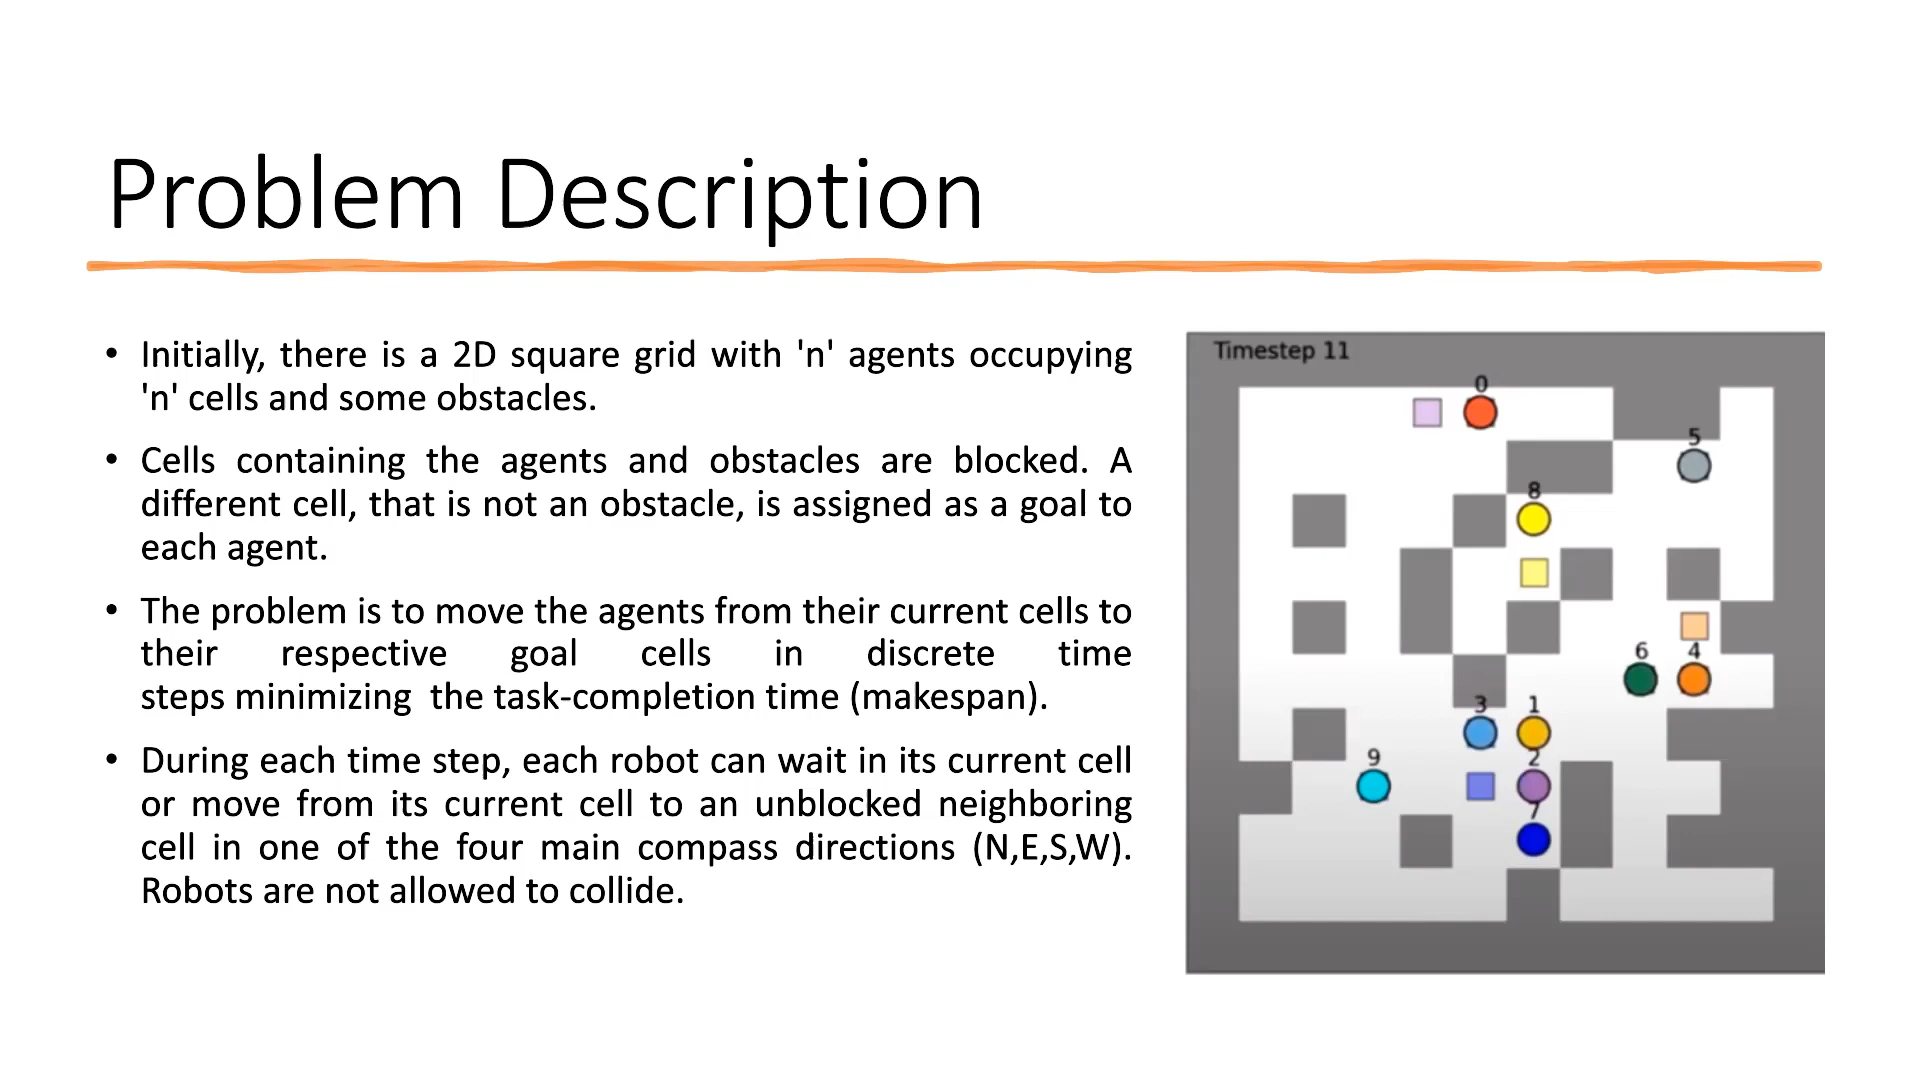 Problem Description
• Initially, there is a 2D square grid with 'n' agents occupying
'n' cells and some obstacles.
• Cells containing the agents and obstacles are blocked. A
different cell, that is not an obstacle, is assigned as a goal to
each agent.
• The problem is to move the agents from their current cells to
their respective goal cells in discrete time
steps minimizing the task-completion time (makespan).
• During each time step, each robot can wait in its current cell
or move from its current cell to an unblocked neighboring
cell in one of the four main compass directions (N,E,S,W).
Robots are not allowed to collide.
Timestep 11
0
5
8
6 4
3 1
9 2
7